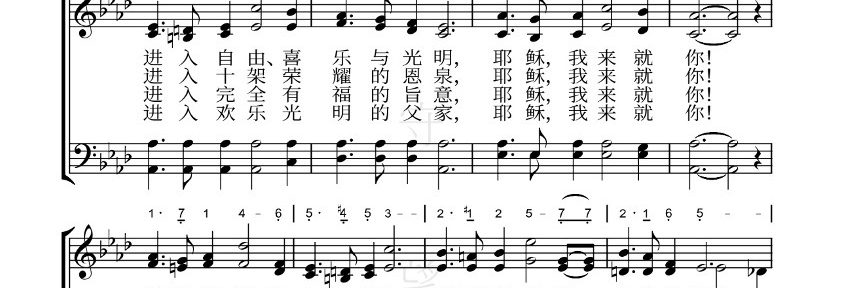 进入自由、喜乐与光明，耶稣，我来就你！
进入十架荣耀的恩泉，耶稣，我来就你！
进入完全有福的旨意，耶稣，我来就你！
进入欢乐光明的父家，耶稣，我来就你！
1· 7 1 4 - 6 | 5· #4 5 3 - - | 2· #1 2 5 - 7 7 | 2· 1 6 5 - - |